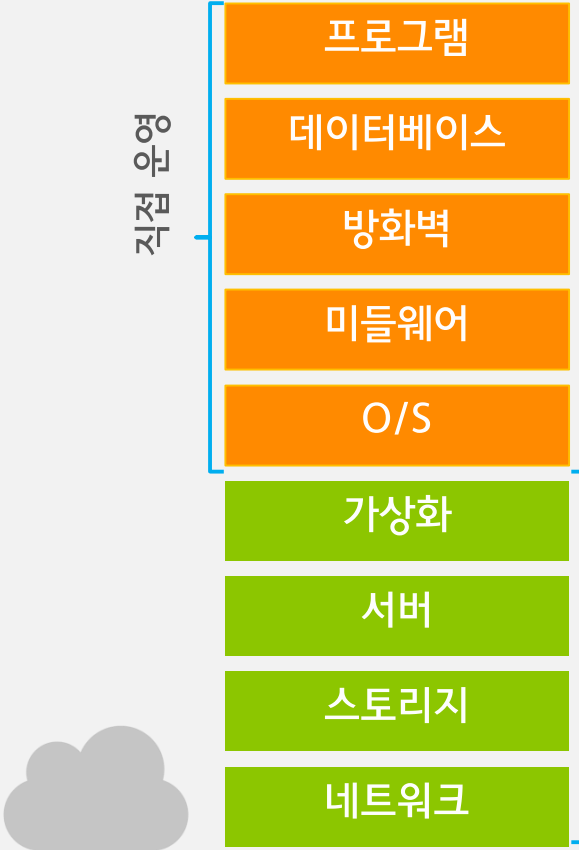 직접 운영
프로그램
데이터베이스
방화벽
미들웨어
O/S
가상화
서버
스토리지
네트워크